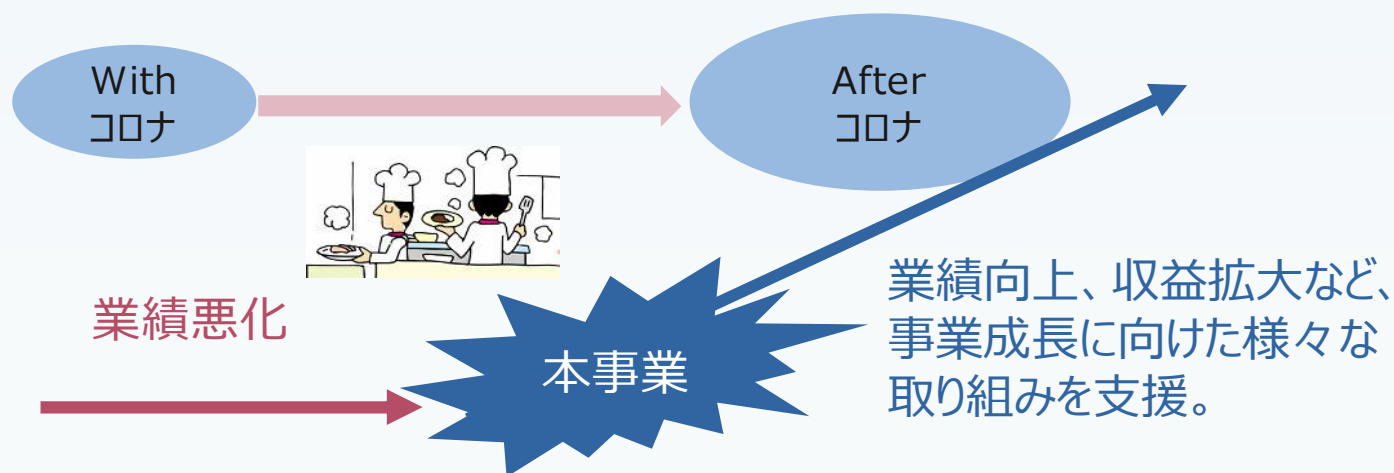 With
コロナ
After
コロナ
業績悪化
本事業
業績向上、収益拡大など、
事業成長に向けた様々な
取り組みを支援。